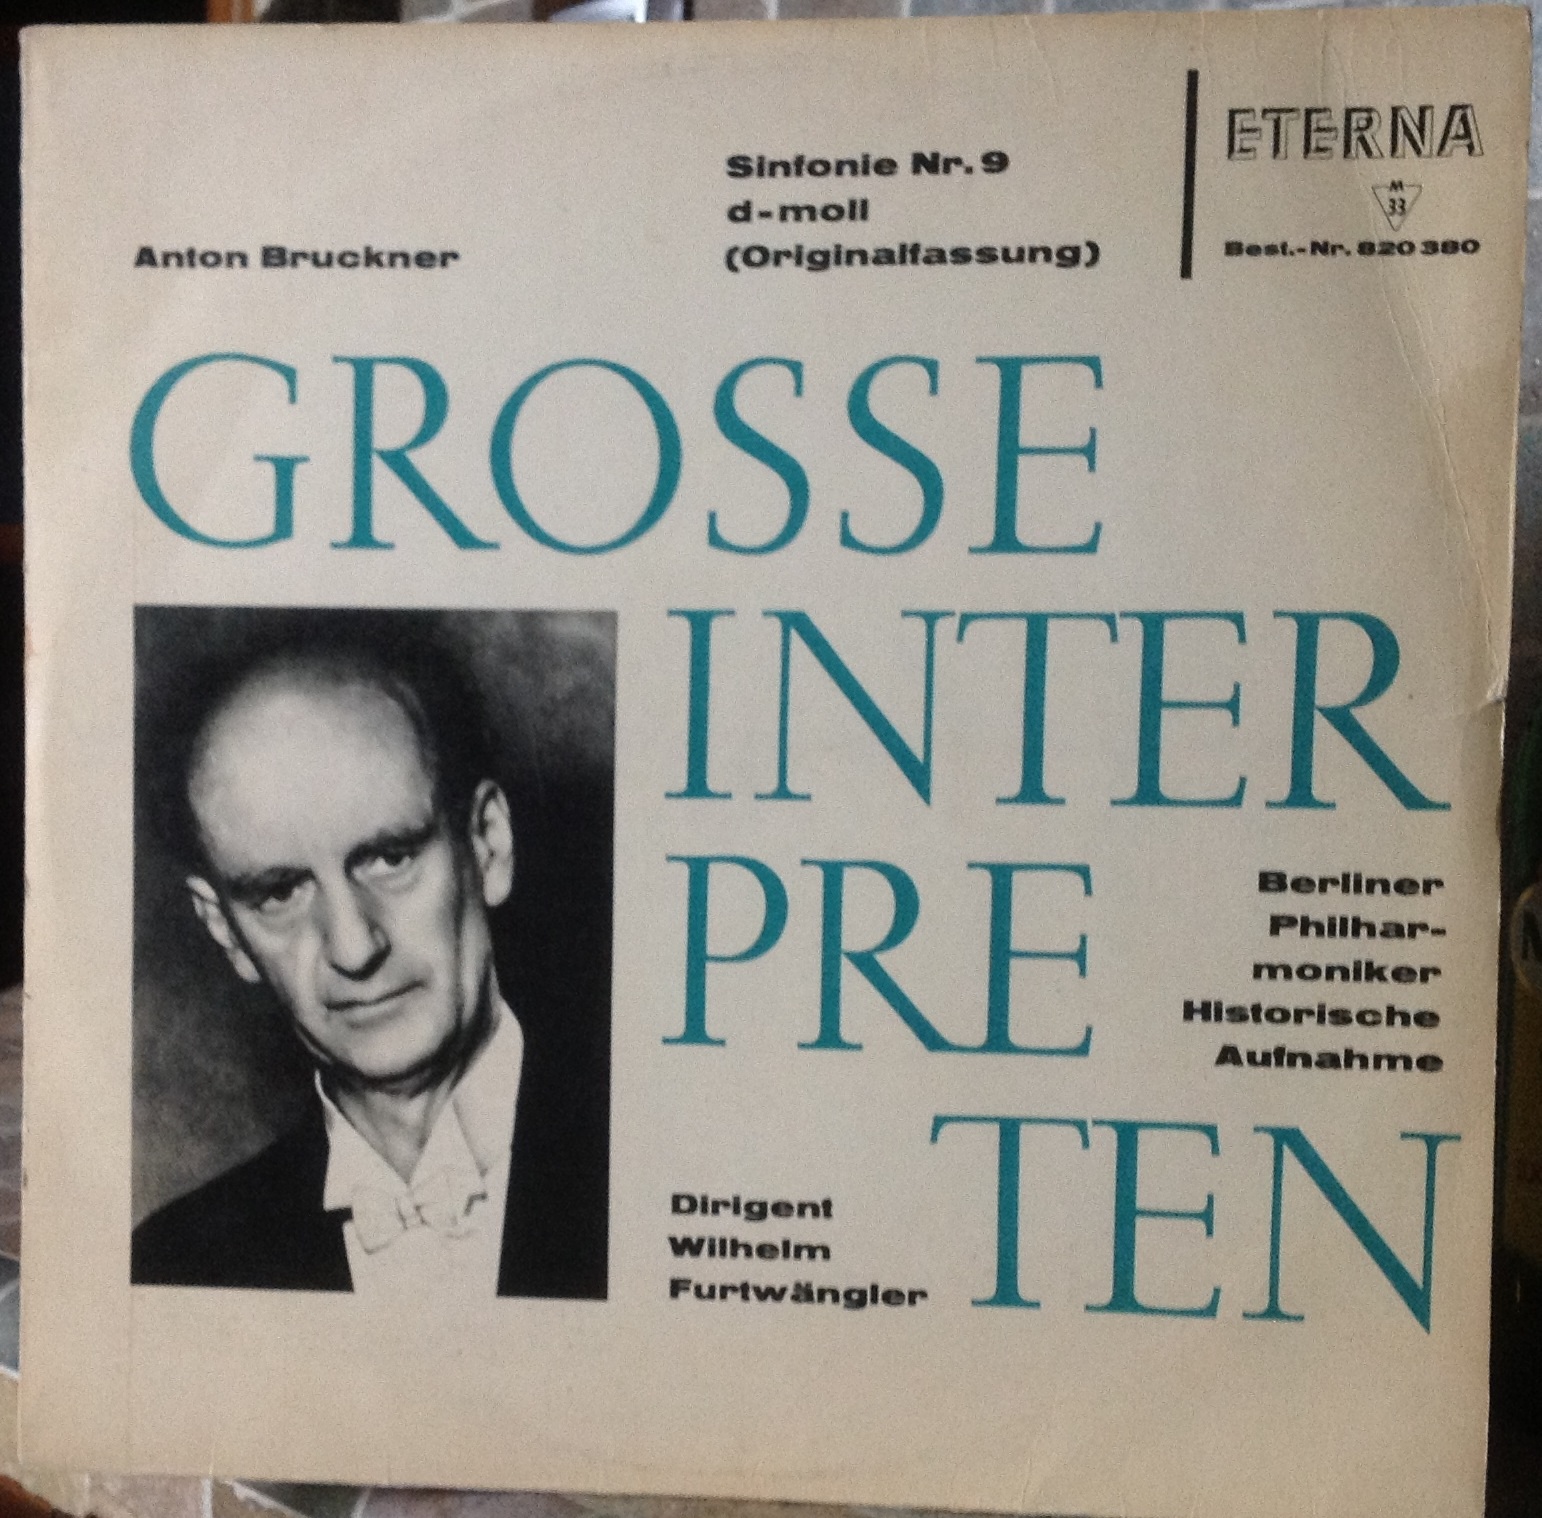 Anton Bruckner
Sinfonie Nr. 9
d-moll
(Originalfassung)
ETERNA
M
33
Best.-Nr. 820 380
GROSSE
INTER
PRE
TEN
Berliner
Philhar-
moniker
Historische
Aufnahme
Dirigent
Wilhelm
Furtwängler